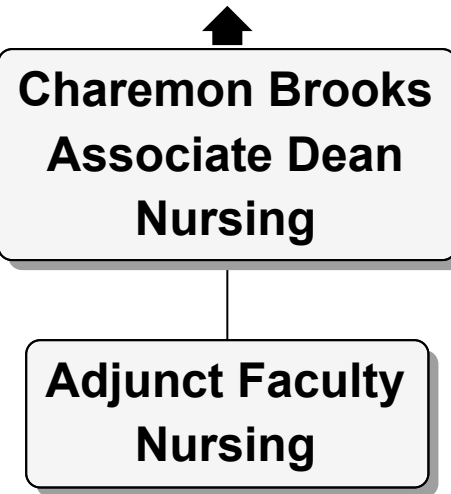 Charemon Brooks
Associate Dean
Nursing
Adjunct Faculty
Nursing